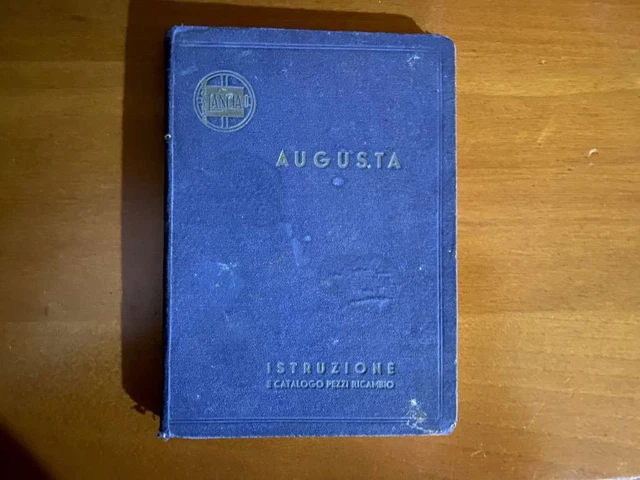 LANCIA
AUGUSTA
ISTRUZIONE
E CATALOGO PEZZI RICAMBIO